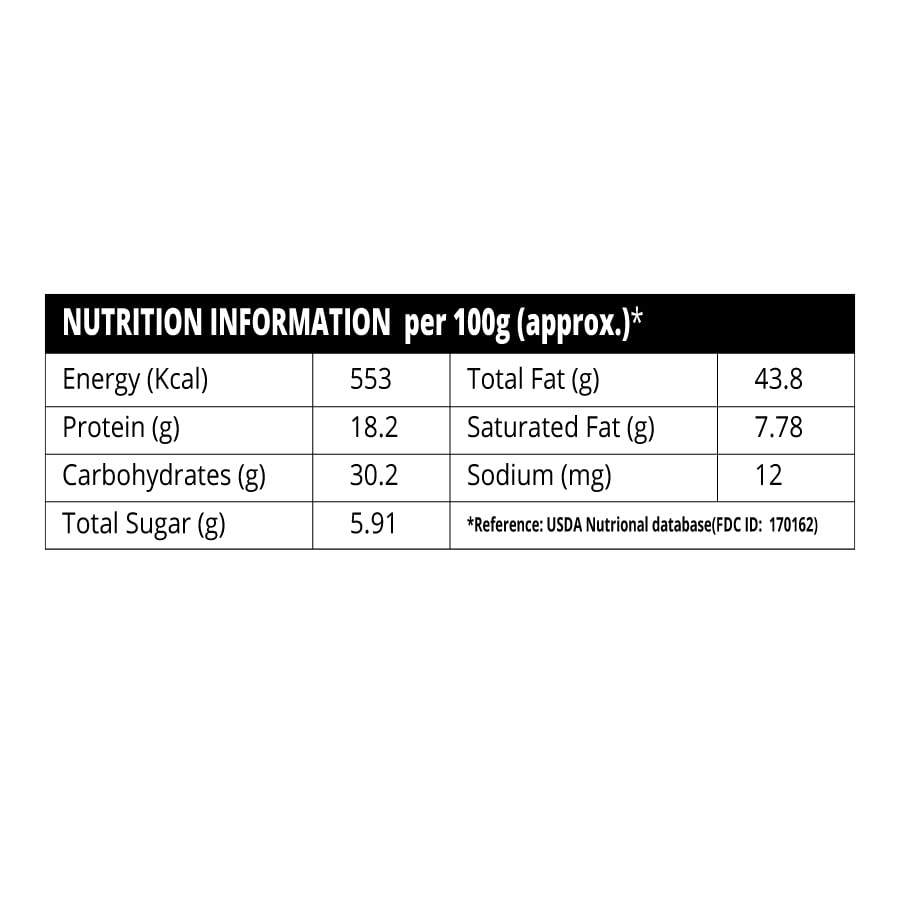 NUTRITION INFORMATION per 100g (approx.)*
Energy (Kcal) 553 Total Fat (g) 43.8
Protein (g) 18.2 Saturated Fat (g) 7.78
Carbohydrates (g) 30.2 Sodium (mg) 12
Total Sugar (g) 5.91 *Reference: USDA Nutrional database(FDC ID: 170162)